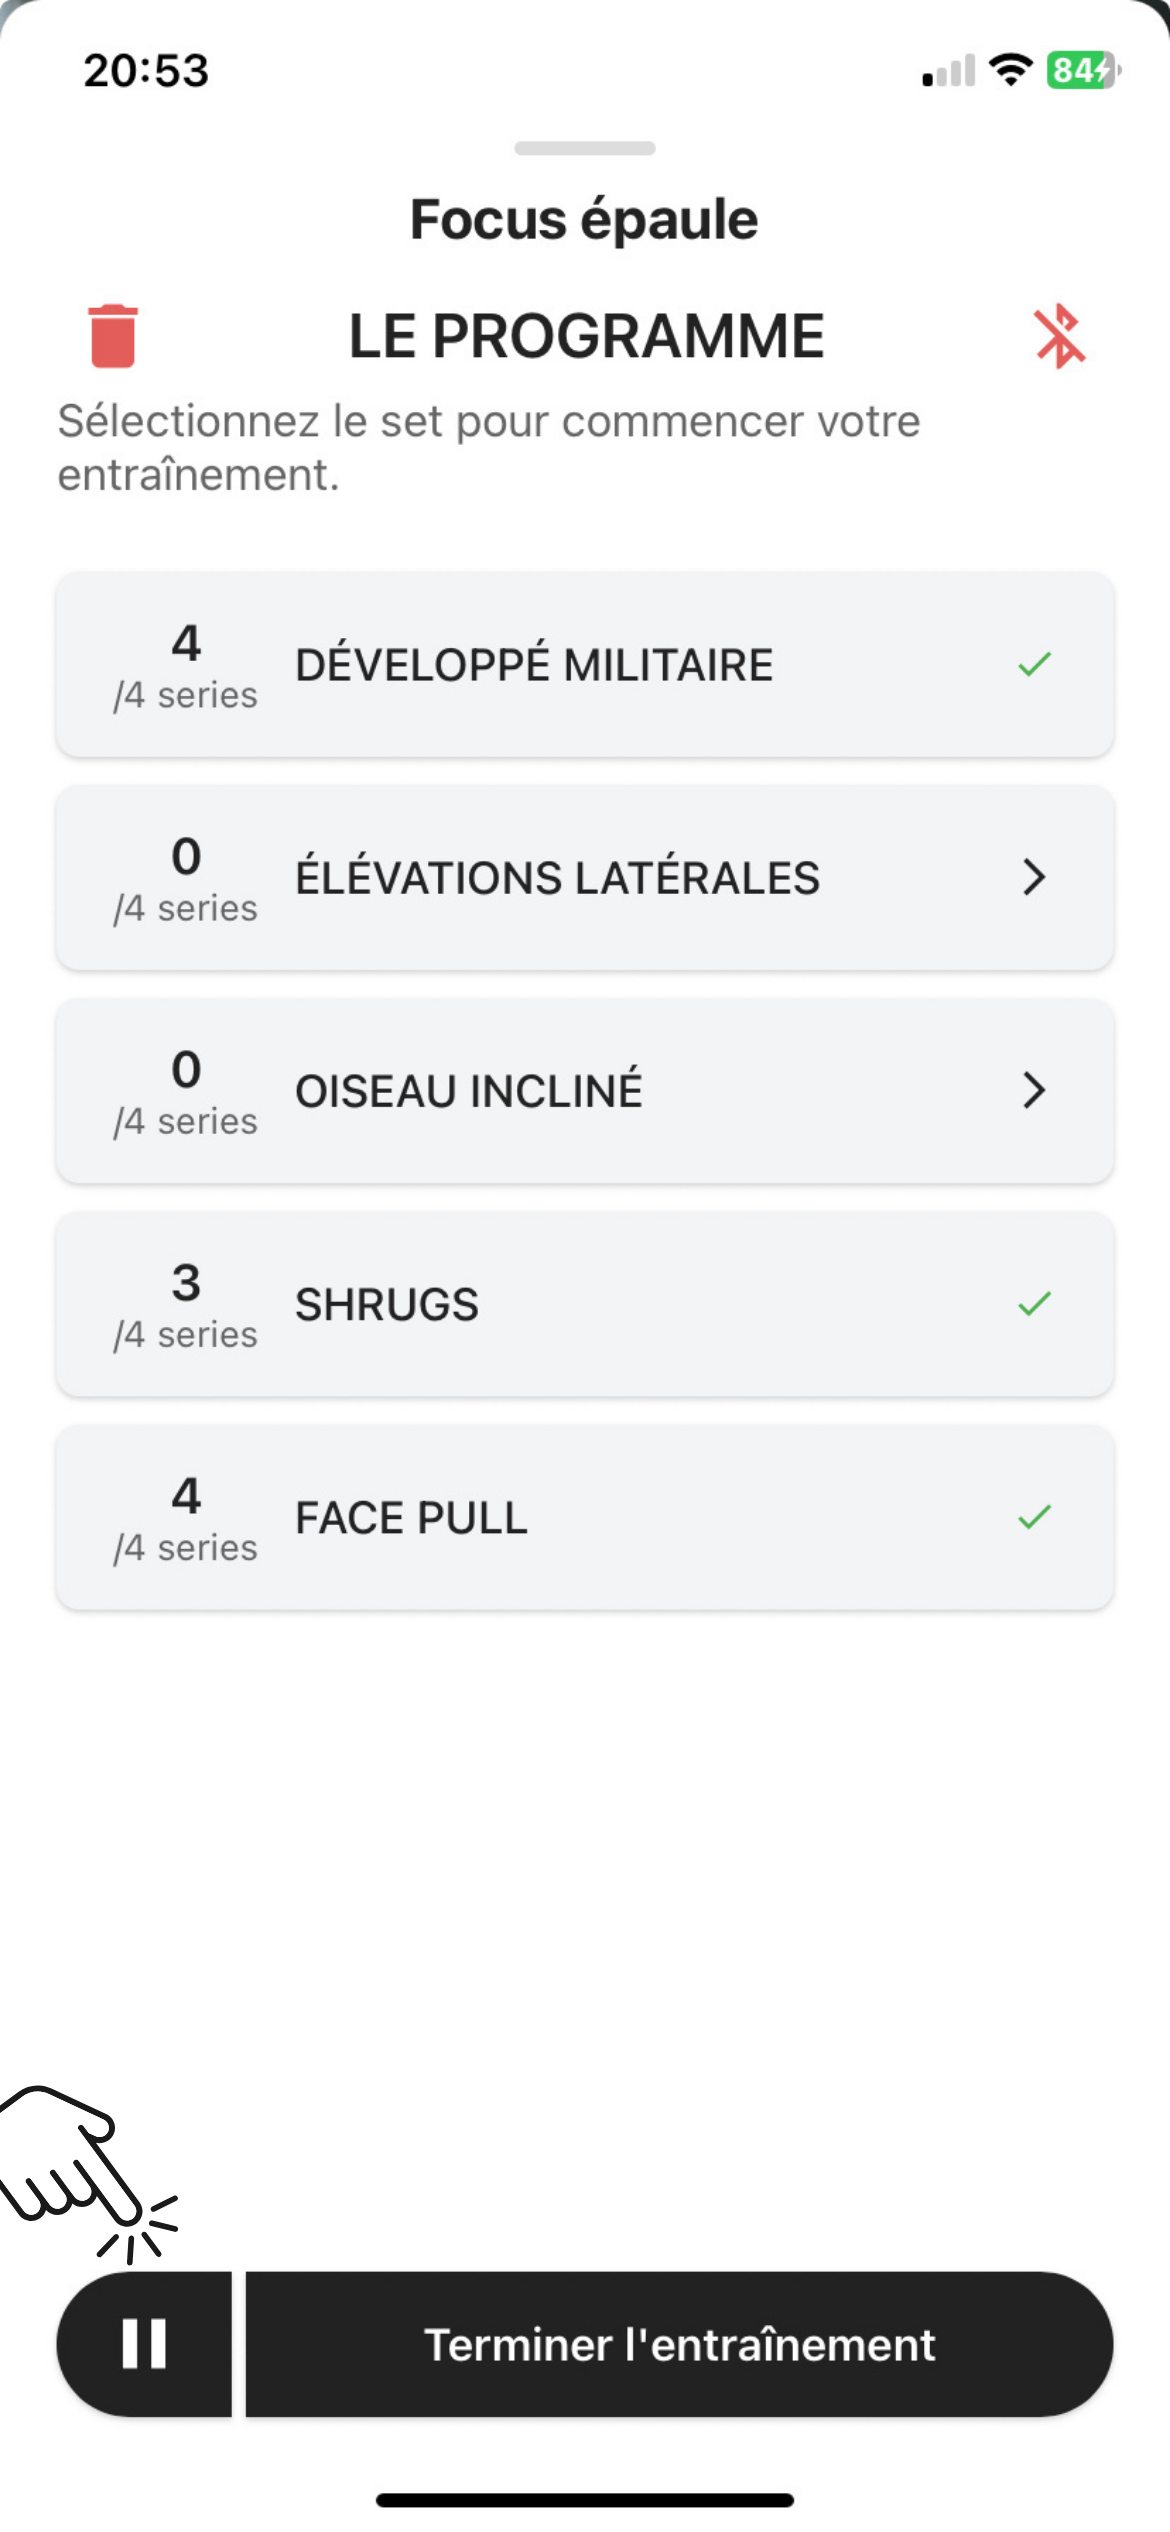 20:53
84
Focus épaule
LE PROGRAMME
Sélectionnez le set pour commencer votre
entraînement.
4
/4 series
DÉVELOPPÉ MILITAIRE
0
/4 series
ÉLÉVATIONS LATÉRALES
0
/4 series
OISEAU INCLINÉ
3
/4 series
SHRUGS
4
/4 series
FACE PULL
Terminer l'entraînement